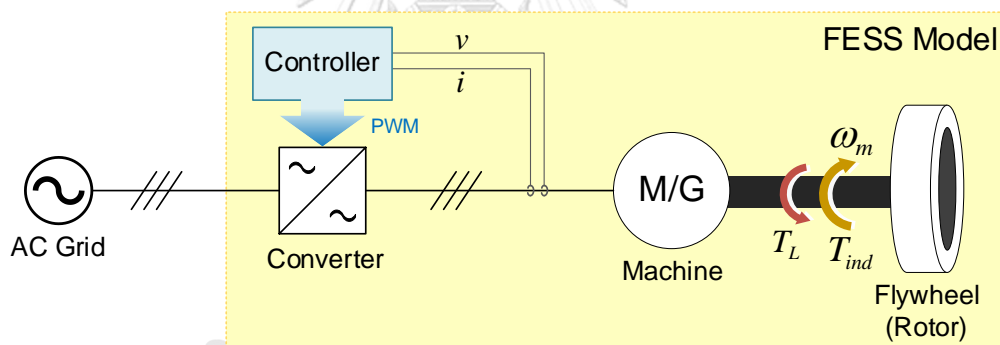 FESS Model
Controller
v
i
PWM
M/G
ω_m
T_L
T_ind
AC Grid
Converter
Machine
Flywheel
(Rotor)